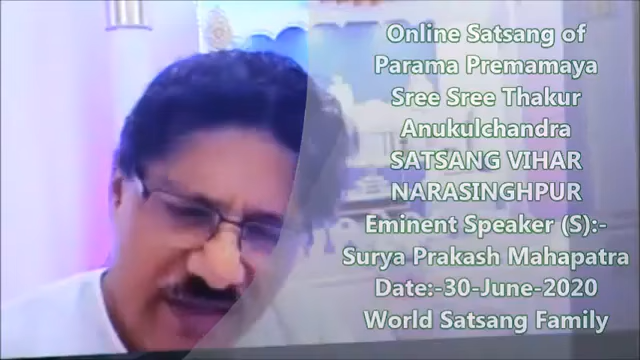 Online Satsang of
Parama Premamaya
Sree Sree Thakur
Anukulchandra
SATSANG VIHAR
NARASINGHPUR
Eminent Speaker (S):-
Surya Prakash Mahapatra
Date:-30-June-2020
World Satsang Family